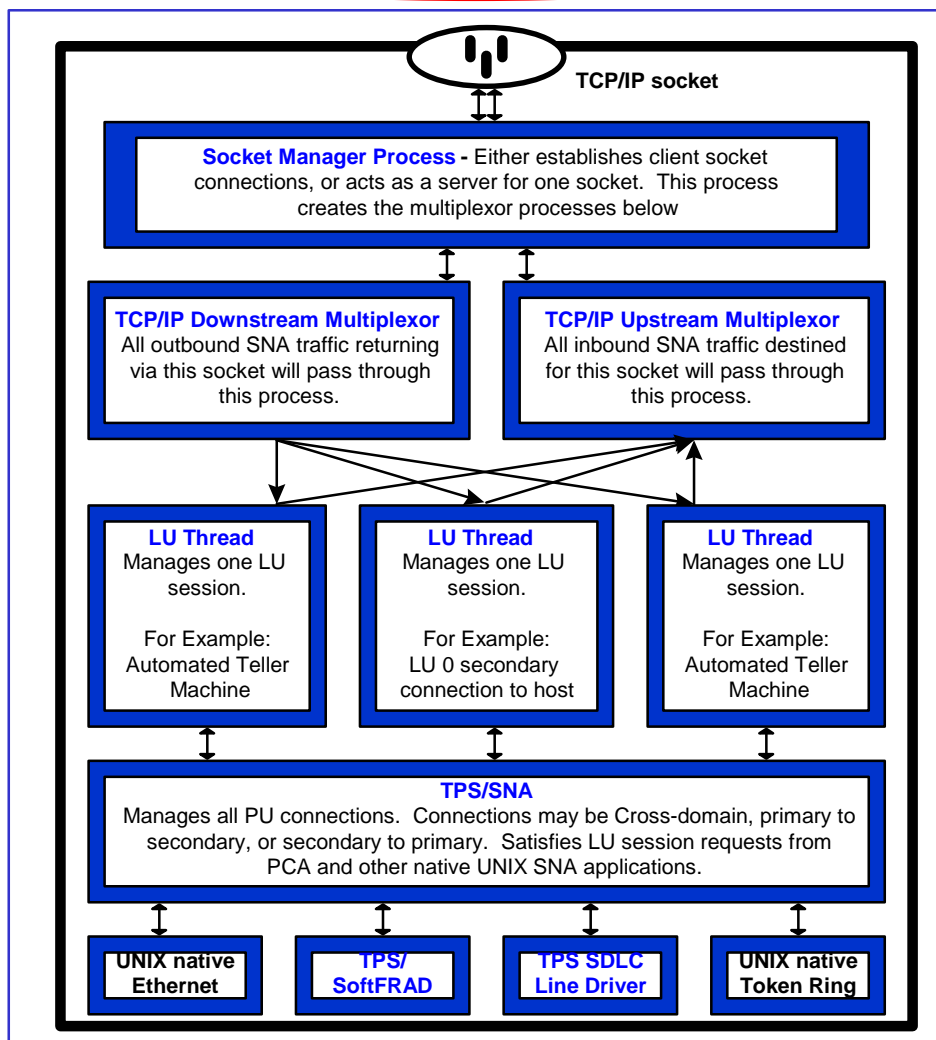 TCP/IP socket
Socket Manager Process - Either establishes client socket
connections, or acts as a server for one socket. This process
creates the multiplexor processes below
TCP/IP Downstream Multiplexor
All outbound SNA traffic returning
via this socket will pass through
this process.
TCP/IP Upstream Multiplexor
All inbound SNA traffic destined
for this socket will pass through
this process.
LU Thread
Manages one LU
session.
For Example:
Automated Teller
Machine
LU Thread
Manages one LU
session.
For Example:
LU 0 secondary
connection to host
LU Thread
Manages one LU
session.
For Example:
Automated Teller
Machine
TPS/SNA
Manages all PU connections. Connections may be Cross-domain, primary to
secondary, or secondary to primary. Satisfies LU session requests from
PCA and other native UNIX SNA applications.
UNIX native
Ethernet
TPS/
SoftFRAD
TPS SDLC
Line Driver
UNIX native
Token Ring